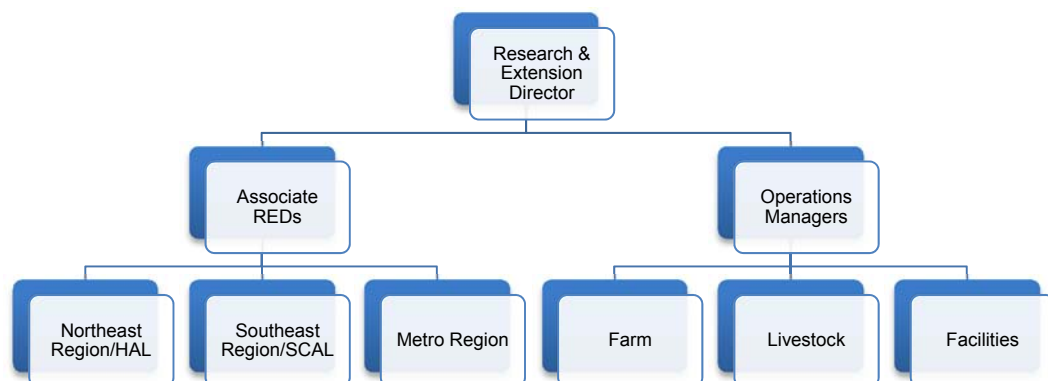 Research &
Extension
Director
Associate
REDs
Operations
Managers
Northeast
Region/HAL
Southeast
Region/SCAL
Metro Region
Farm
Livestock
Facilities